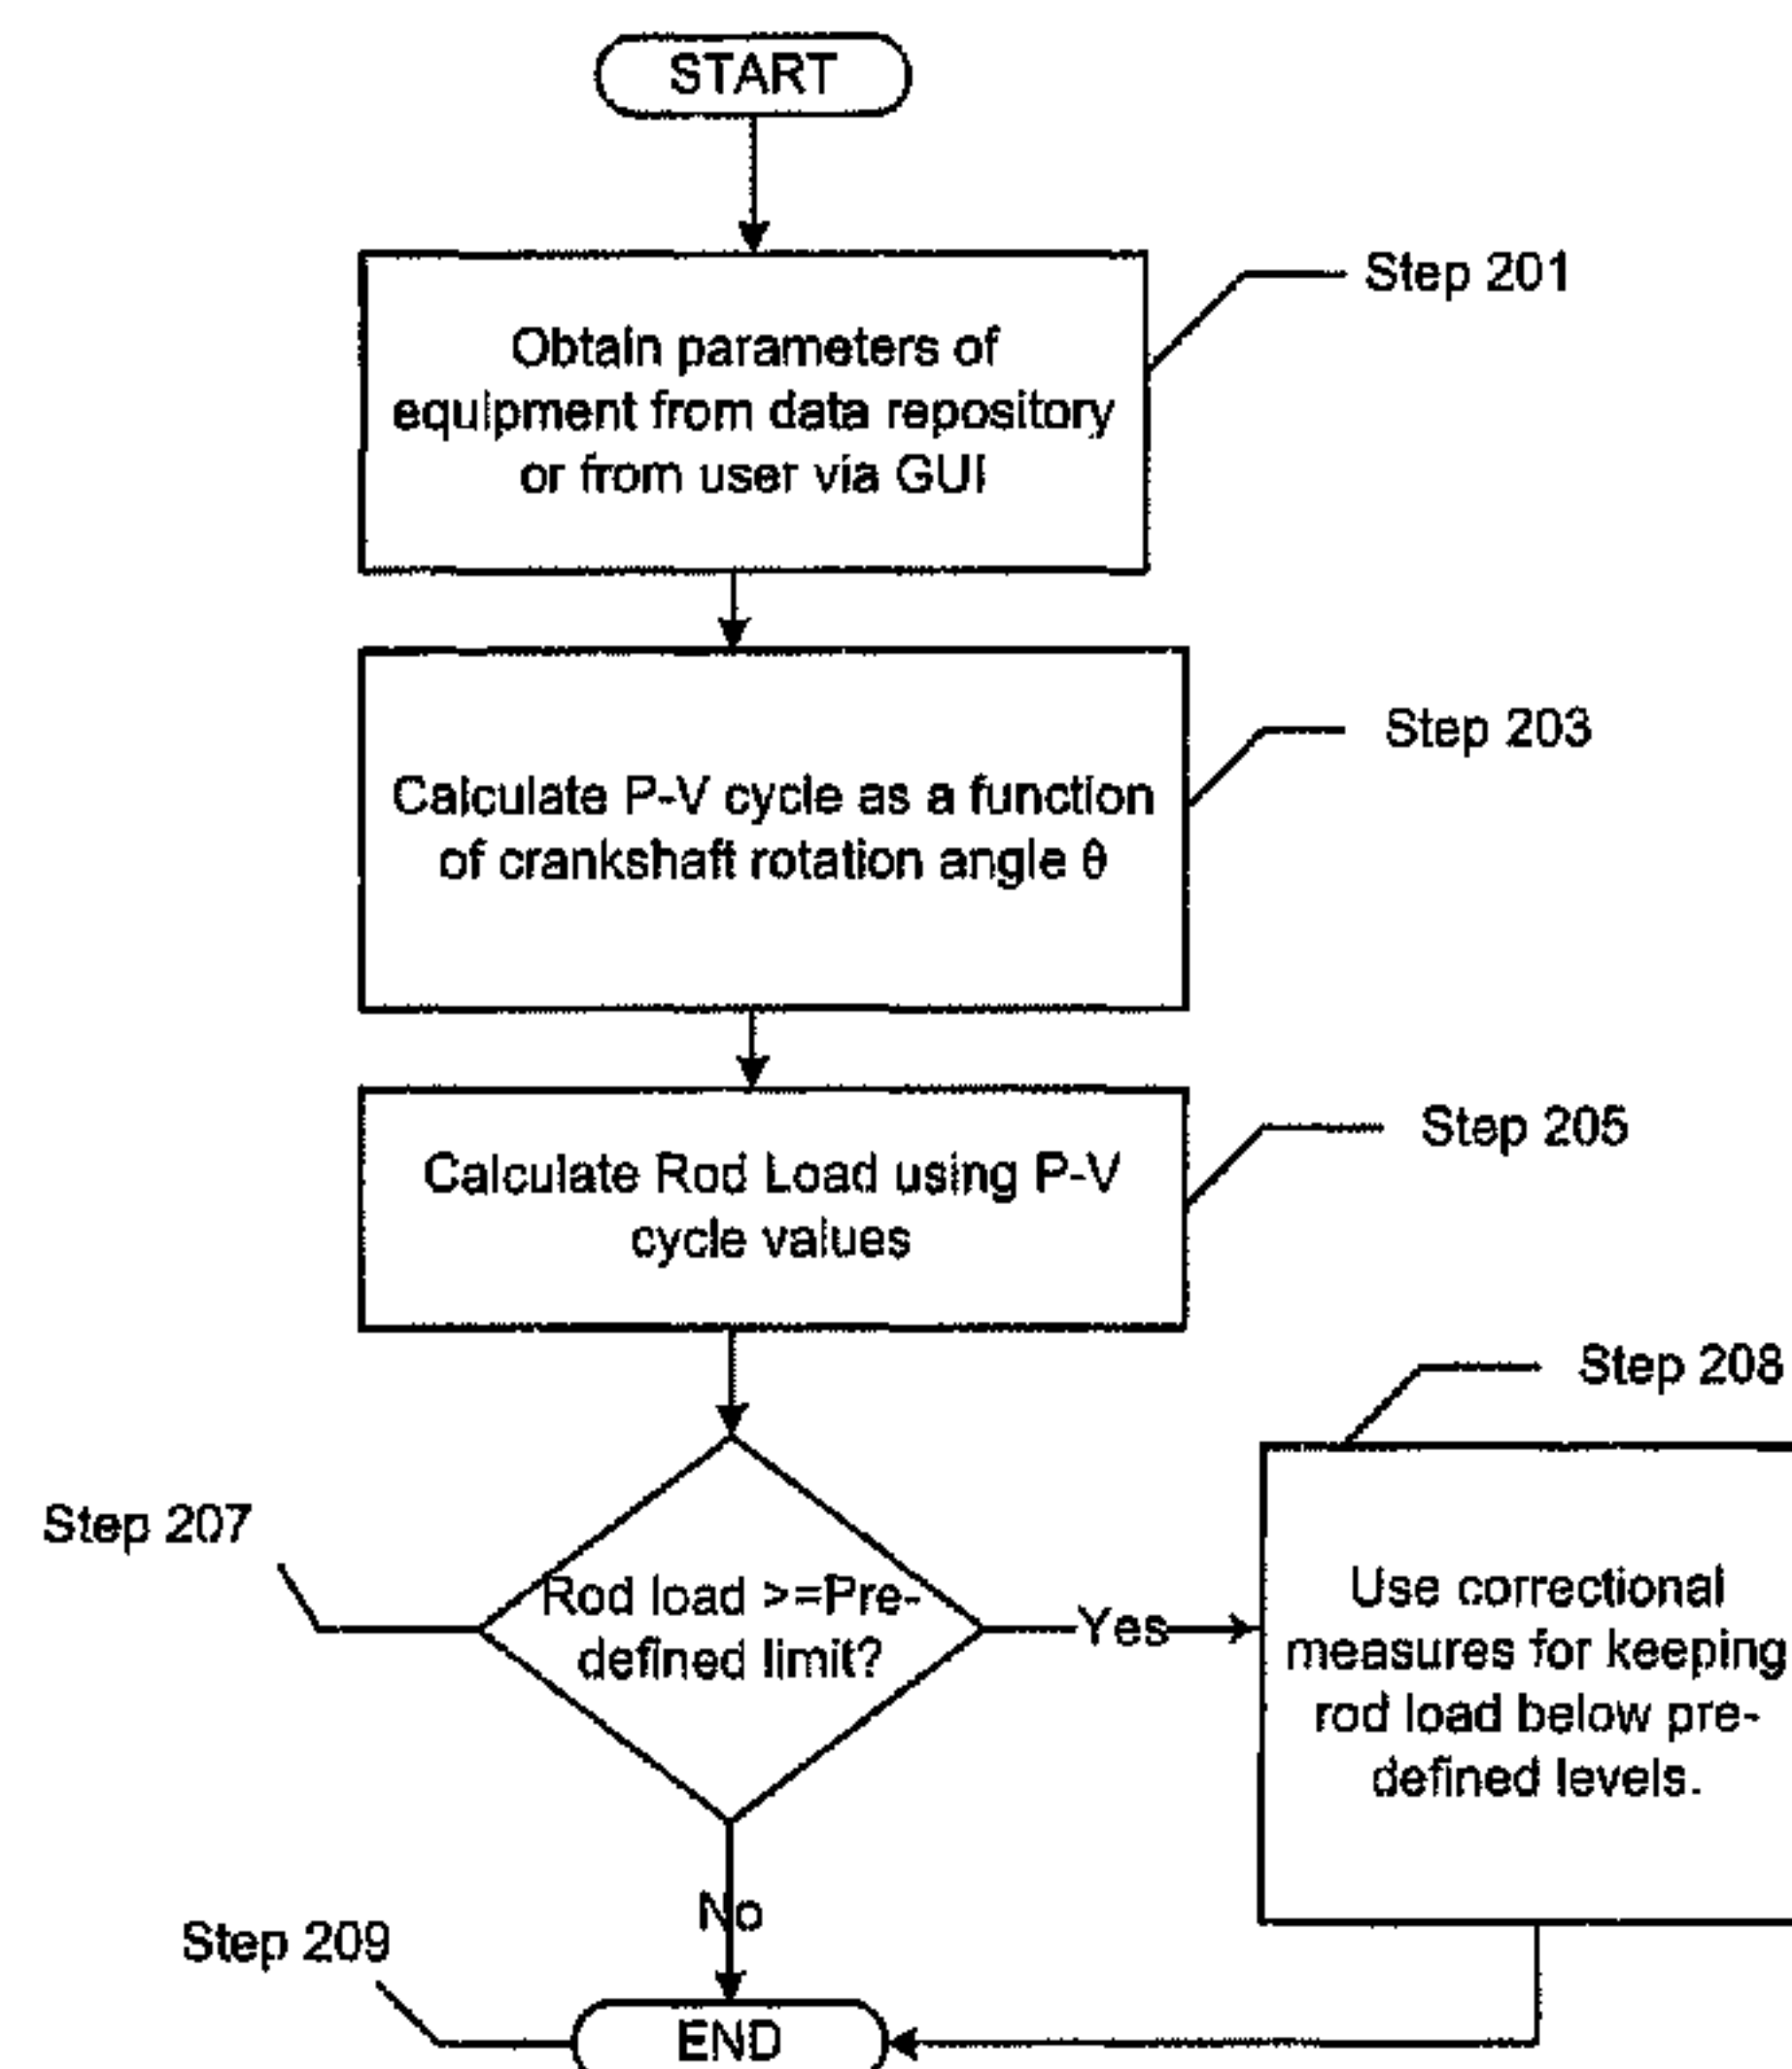 START
Step 201
Obtain parameters of
equipment from data repository
or from user via GUI
Step 203
Calculate P-V cycle as a function
of crankshaft rotation angle θ
Step 205
Calculate Rod Load using P-V
cycle values
Step 208
Step 207
Rod load >=Pre-
defined limit?
Yes
Use correctional
measures for keeping
rod load below pre-
defined levels.
No
Step 209
END